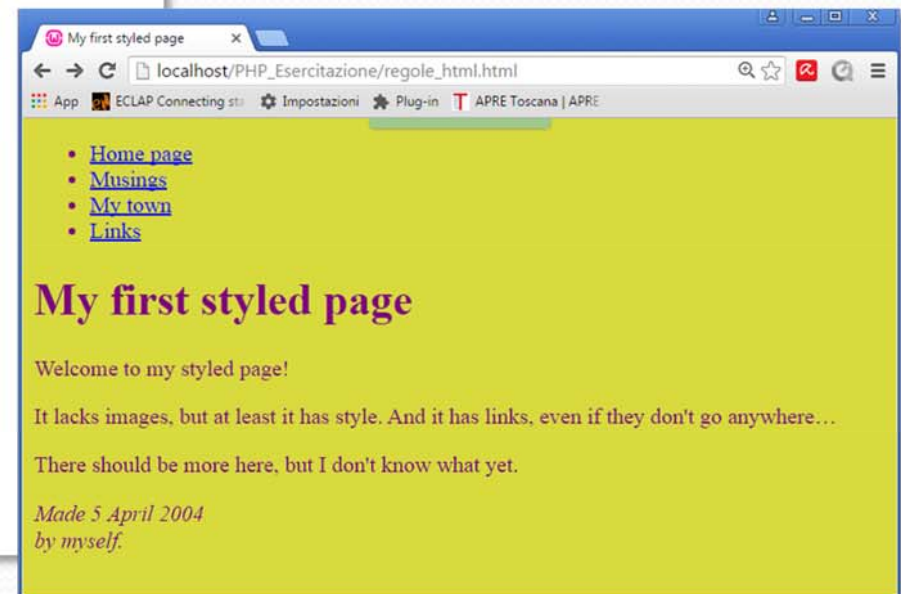 My first styled page
localhost/PHP_Esercitazione/regole_html.html
App ECLAP Connecting sta Impostazioni Plug-in APRE Toscana | APRE
Home page
Musings
My town
Links
My first styled page
Welcome to my styled page!
It lacks images, but at least it has style. And it has links, even if they don't go anywhere…
There should be more here, but I don't know what yet.
Made 5 April 2004
by myself.